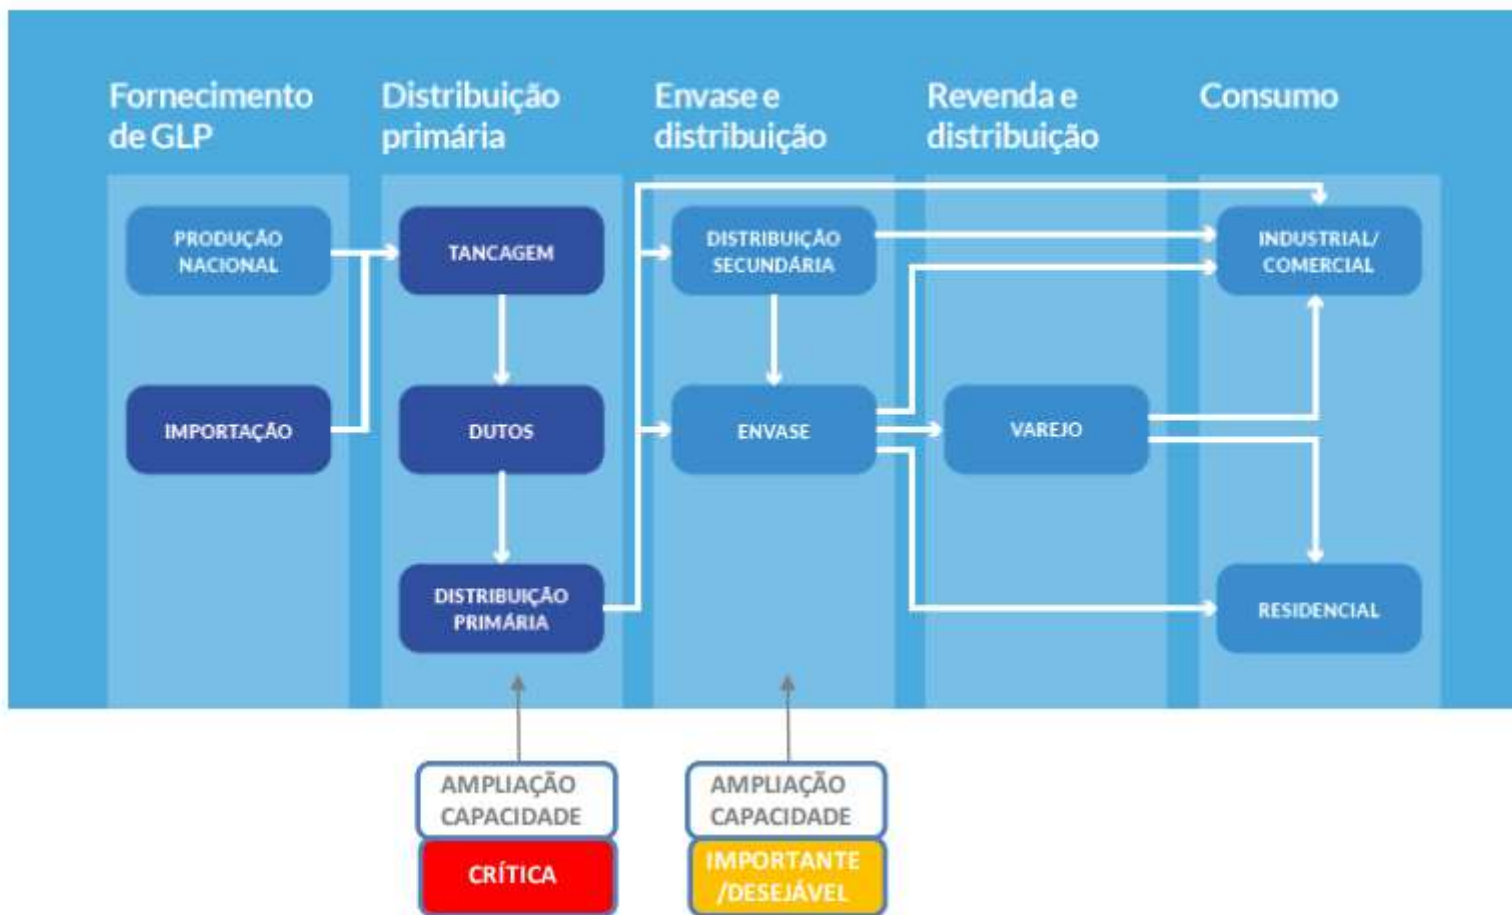 Fornecimento
de GLP
Distribuição
primária
Envase e
distribuição
Revenda e
distribuição
Consumo
PRODUÇÃO
NACIONAL
TANCAGEM
DISTRIBUIÇÃO
SECUNDÁRIA
INDUSTRIAL/
COMERCIAL
IMPORTAÇÃO
DUTOS
ENVASE
VAREJO
DISTRIBUIÇÃO
PRIMÁRIA
RESIDENCIAL
AMPLIAÇÃO
CAPACIDADE
CRÍTICA
AMPLIAÇÃO
CAPACIDADE
IMPORTANTE
/DESEJÁVEL